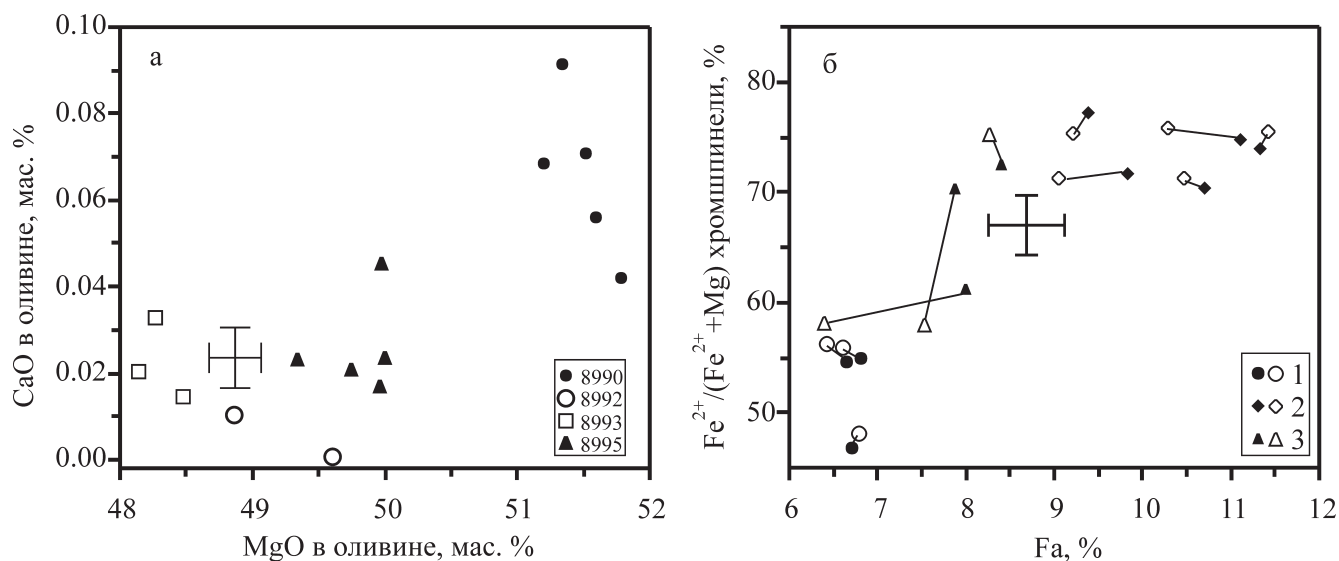 а
0.10
0.08
0.06
0.04
0.02
0.00
CaO в оливине, мас. %
48 49 50 51 52
MgO в оливине, мас. %
8990
8992
8993
8995
б
80
70
60
50
Fe²⁺/(Fe²⁺+Mg) хромшпинели, %
6 7 8 9 10 11 12
Fa, %
1
2
3